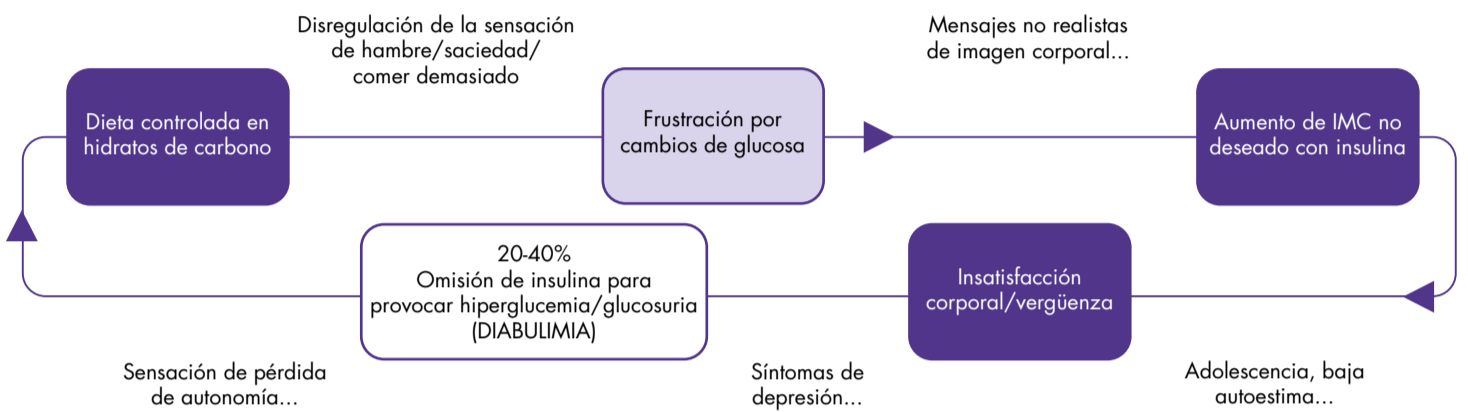 Disregulación de la sensación
de hambre/saciedad/
comer demasiado
Mensajes no realistas
de imagen corporal...
Dieta controlada en
hidratos de carbono
Frustración por
cambios de glucosa
Aumento de IMC no
deseado con insulina
20-40%
Omisión de insulina para
provocar hiperglucemia/glucosuria
(DIABULIMIA)
Insatisfacción
corporal/vergüenza
Sensación de pérdida
de autonomía...
Síntomas de
depresión...
Adolescencia, baja
autoestima...